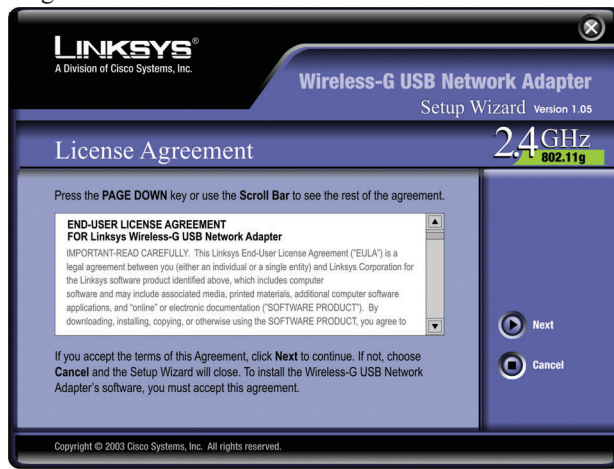 LINKSYS®
A Division of Cisco Systems, Inc.
Wireless-G USB Network Adapter
Setup Wizard Version 1.05
License Agreement
2.4 GHz
802.11g
Press the PAGE DOWN key or use the Scroll Bar to see the rest of the agreement.
END-USER LICENSE AGREEMENT
FOR Linksys Wireless-G USB Network Adapter
IMPORTANT-READ CAREFULLY. This Linksys End-User License Agreement ("EULA") is a
legal agreement between you (either an individual or a single entity) and Linksys Corporation for
the Linksys software product identified above, which includes computer
software and may include associated media, printed materials, additional computer software
applications, and "online" or electronic documentation ("SOFTWARE PRODUCT"). By
downloading, installing, copying, or otherwise using the SOFTWARE PRODUCT, you agree to
If you accept the terms of this Agreement, click Next to continue. If not, choose
Cancel and the Setup Wizard will close. To install the Wireless-G USB Network
Adapter's software, you must accept this agreement.
Next
Cancel
Copyright © 2003 Cisco Systems, Inc. All rights reserved.